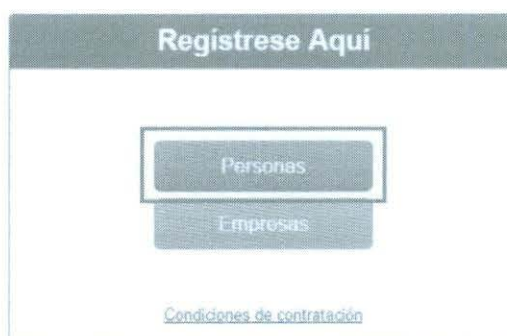 Regístrese Aquí
Personas
Empresas
Condiciones de contratación